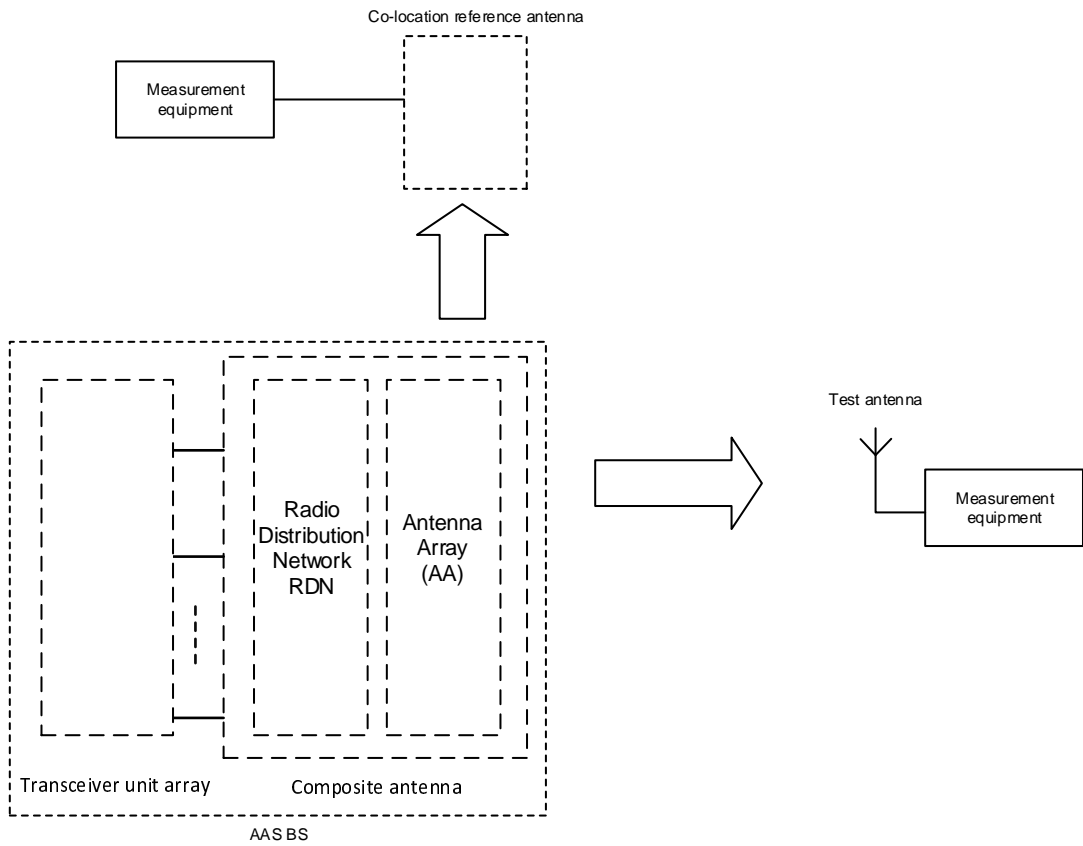 Co-location reference antenna
Measurement
equipment
Test antenna
Measurement
equipment
Radio
Distribution
Network
RDN
Antenna
Array
(AA)
Transceiver unit array
Composite antenna
AAS BS